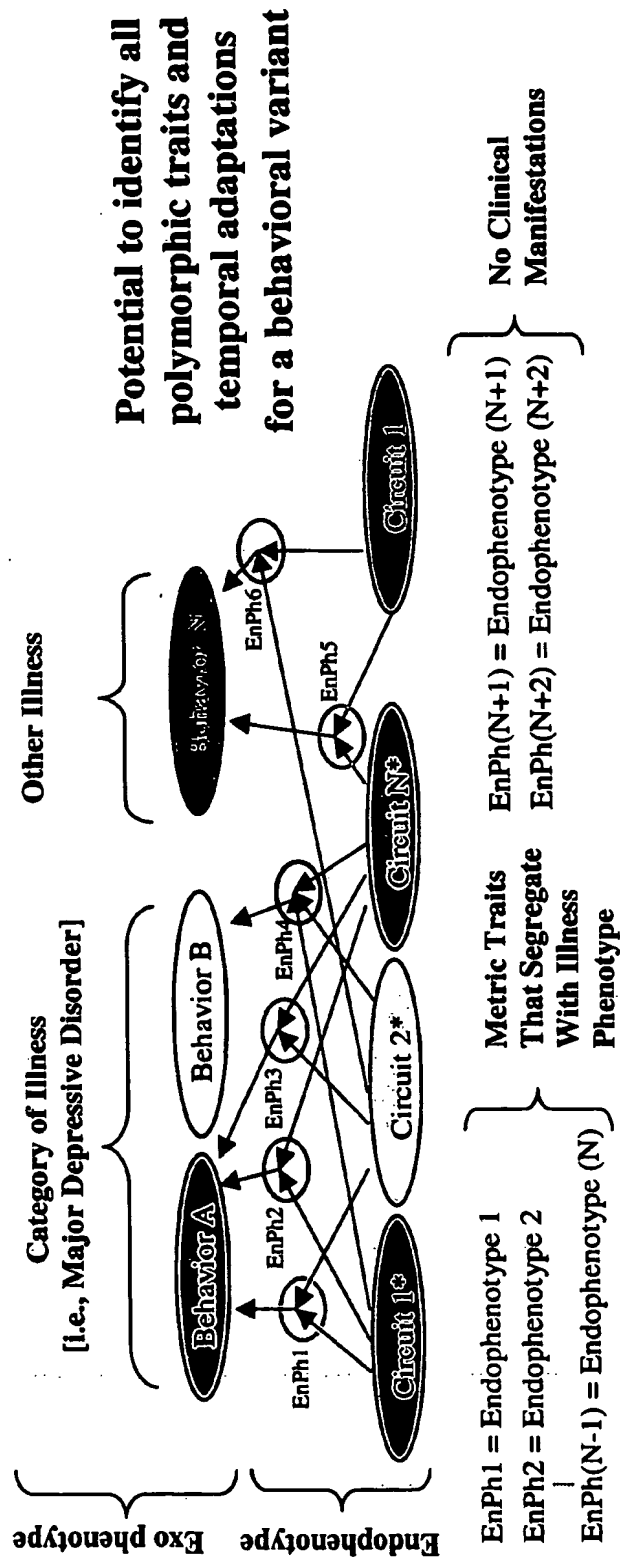 Category of Illness
[i.e., Major Depressive Disorder]
Other Illness
Exo phenotype
Behavior A
Behavior B
Behavior N
Potential to identify all
polymorphic traits and
temporal adaptations
for a behavioral variant
Endophenotype
EnPh1
EnPh2
EnPh3
EnPh4
EnPh5
EnPh6
Circuit 1*
Circuit 2*
Circuit N*
Circuit 1
EnPh1 = Endophenotype 1
EnPh2 = Endophenotype 2
EnPh(N-1) = Endophenotype (N)
Metric Traits
That Segregate
With Illness
Phenotype
EnPh(N+1) = Endophenotype (N+1)
EnPh(N+2) = Endophenotype (N+2)
No Clinical
Manifestations